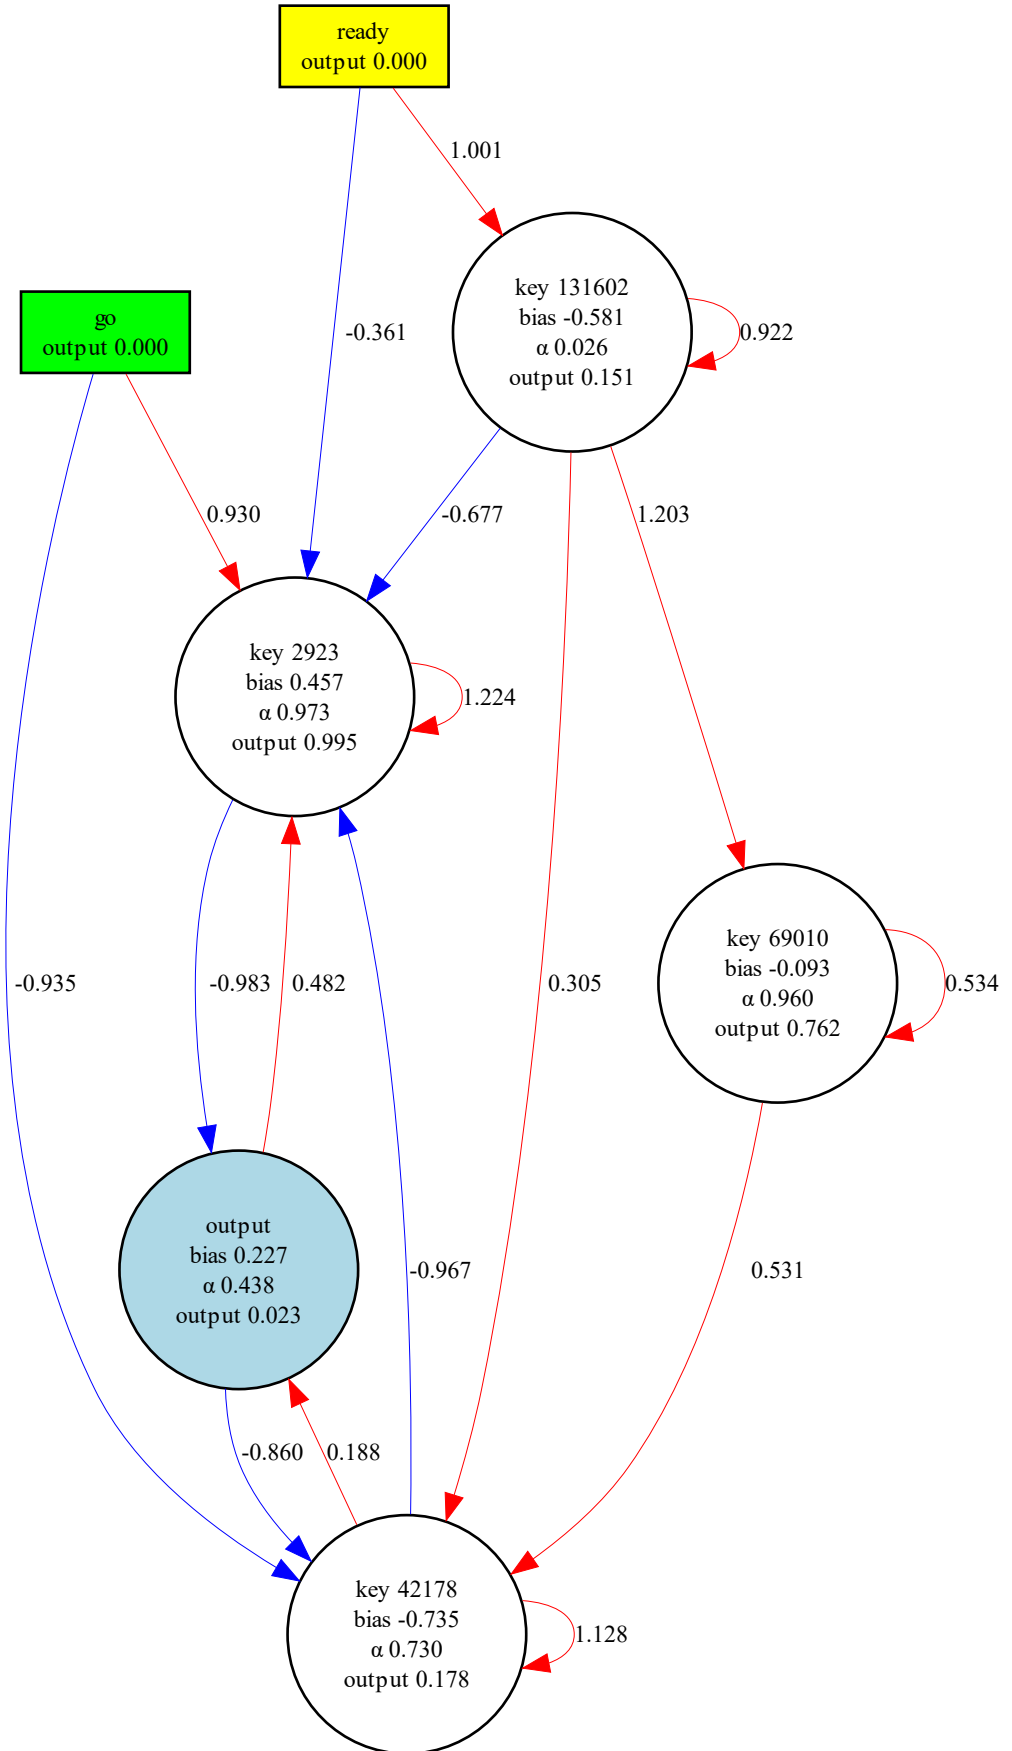 ready
output 0.000
1.001
key 131602
bias -0.581
α 0.026
output 0.151
0.922
go
output 0.000
-0.361
0.930
-0.677
1.203
key 2923
bias 0.457
α 0.973
output 0.995
1.224
-0.935
-0.983
0.482
0.305
key 69010
bias -0.093
α 0.960
output 0.762
0.534
output
bias 0.227
α 0.438
output 0.023
-0.967
0.531
-0.860
0.188
key 42178
bias -0.735
α 0.730
output 0.178
1.128